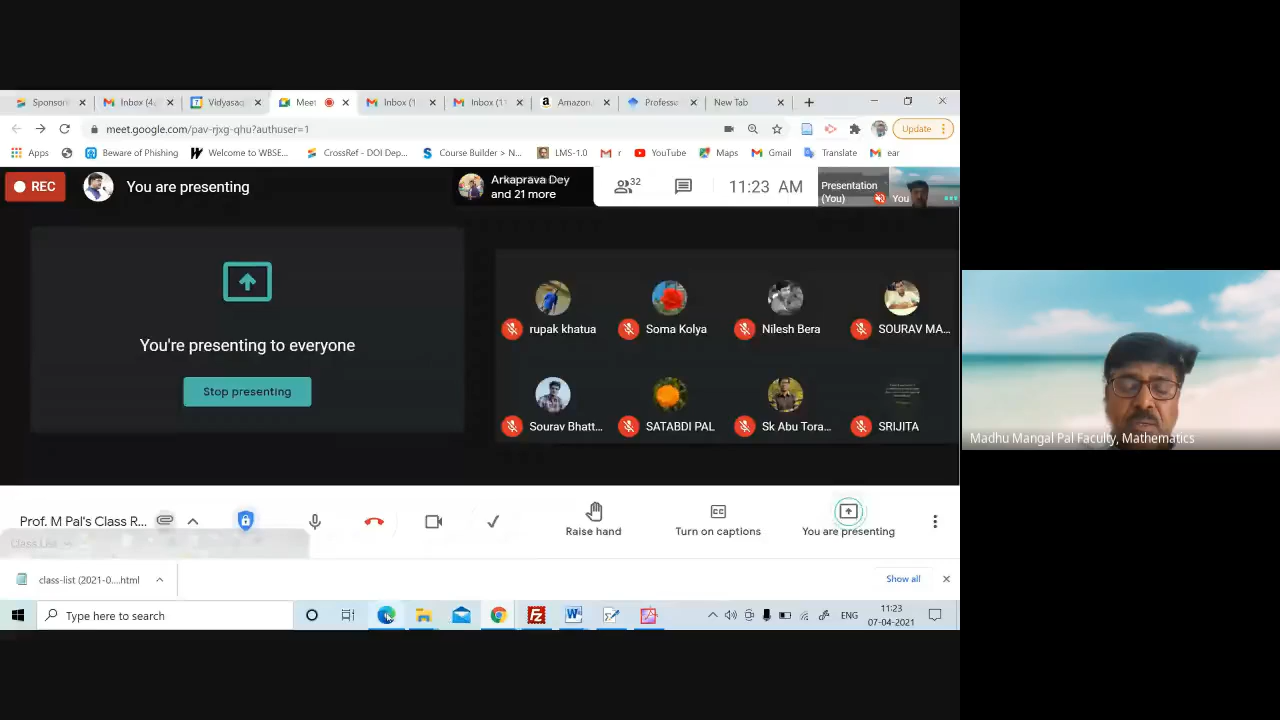 Sponsor
Inbox (4
Vidyasag
Meet
Inbox (1
Inbox (11
Amazon.
Profess
New Tab
meet.google.com/pav-rjxg-qhu?authuser=1
Update
Apps
Beware of Phishing
Welcome to WBSE...
CrossRef - DOI Dep...
Course Builder > N...
LMS-1.0
r
YouTube
Maps
Gmail
Translate
ear
REC
You are presenting
Arkaprava Dey
and 21 more
32
11:23 AM
Presentation
(You)
You
You're presenting to everyone
Stop presenting
rupak khatua
Soma Kolya
Nilesh Bera
SOURAV MA...
Sourav Bhatt...
SATABDI PAL
Sk Abu Tora...
SRIJITA
Madhu Mangal Pal Faculty, Mathematics
Prof. M Pal's Class R...
Raise hand
Turn on captions
You are presenting
Class List
class-list (2021-0....html
Show all
Type here to search
ENG
11:23
07-04-2021